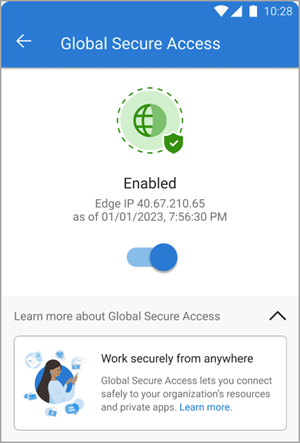 10:28
Global Secure Access
Enabled
Edge IP 40.67.210.65
as of 01/01/2023, 7:56:30 PM
Learn more about Global Secure Access
Work securely from anywhere
Global Secure Access lets you connect
safely to your organization's resources
and private apps. Learn more.